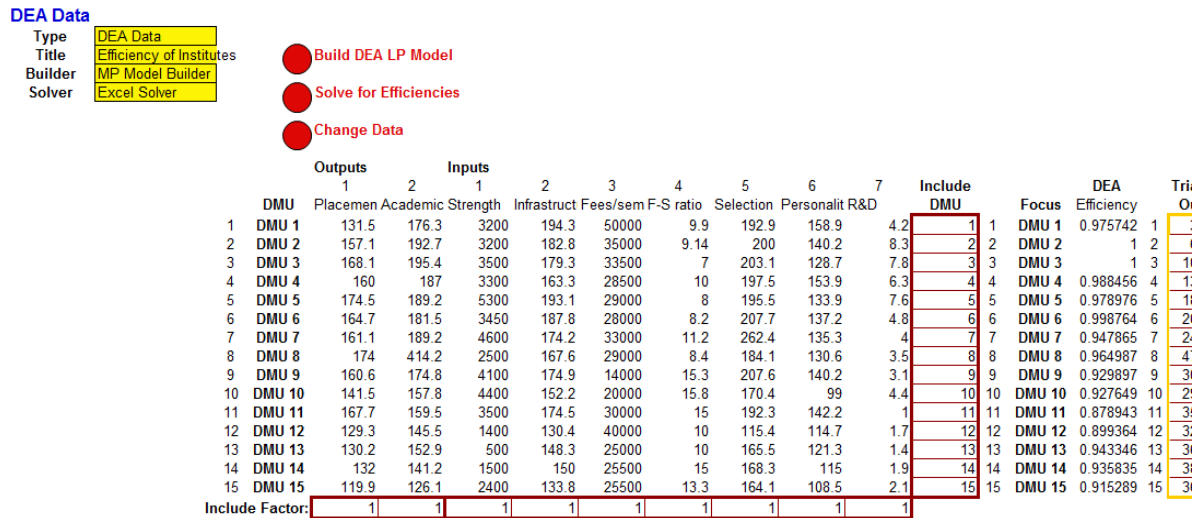 DEA Data
Type DEA Data
Title Efficiency of Institutes
Builder MP Model Builder
Solver Excel Solver
Build DEA LP Model
Solve for Efficiencies
Change Data
Outputs Inputs
1 2 1 2 3 4 5 6 7 Include DEA
DMU Placemen Academic Strength Infrastruct Fees/sem F-S ratio Selection Personalit R&D DMU Focus Efficiency
1 DMU 1 131.5 176.3 3200 194.3 50000 9.9 192.9 158.9 4.2 1 1 DMU 1 0.975742 1
2 DMU 2 157.1 192.7 3200 182.8 35000 9.14 200 140.2 8.3 2 2 DMU 2 1 2
3 DMU 3 168.1 195.4 3500 179.3 33500 7 203.1 128.7 7.8 3 3 DMU 3 1 3
4 DMU 4 160 187 3300 163.3 28500 10 197.5 153.9 6.3 4 4 DMU 4 0.988456 4
5 DMU 5 174.5 189.2 5300 193.1 29000 8 195.5 133.9 7.6 5 5 DMU 5 0.978976 5
6 DMU 6 164.7 181.5 3450 187.8 28000 8.2 207.7 137.2 4.8 6 6 DMU 6 0.998764 6
7 DMU 7 161.1 189.2 4600 174.2 33000 11.2 262.4 135.3 4 7 7 DMU 7 0.947865 7
8 DMU 8 174 414.2 2500 167.6 29000 8.4 184.1 130.6 3.5 8 8 DMU 8 0.964987 8
9 DMU 9 160.6 174.8 4100 174.9 14000 15.3 207.6 140.2 3.1 9 9 DMU 9 0.929897 9
10 DMU 10 141.5 157.8 4400 152.2 20000 15.8 170.4 99 4.4 10 10 DMU 10 0.927649 10
11 DMU 11 167.7 159.5 3500 174.5 30000 15 192.3 142.2 1 11 11 DMU 11 0.878943 11
12 DMU 12 129.3 145.5 1400 130.4 40000 10 115.4 114.7 1.7 12 12 DMU 12 0.899364 12
13 DMU 13 130.2 152.9 500 148.3 25000 10 165.5 121.3 1.4 13 13 DMU 13 0.943346 13
14 DMU 14 132 141.2 1500 150 25500 15 168.3 115 1.9 14 14 DMU 14 0.935835 14
15 DMU 15 119.9 126.1 2400 133.8 25500 13.3 164.1 108.5 2.1 15 15 DMU 15 0.915289 15
Include Factor: 1 1 1 1 1 1 1 1 1